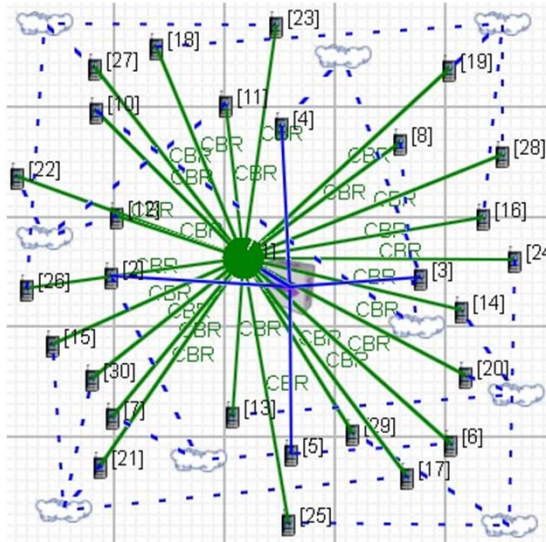 [23]
[18]
[27]
[19]
[10]
[11]
[4]
CBR
[8]
CBR
CBR
CBR
[28]
[22]
CBR
CBR
CBR
[12]
CBR
[16]
CBR
1]
CBR
[24
[26]
[2]
CBR
CBR
[3]
CBR
[14]
CBR
[15]
CBR
CBR
CBR
CBR
CBR
CBR
[30]
[20]
CBR
[7]
[13]
[29]
[6]
[5]
[21]
[17]
[25]